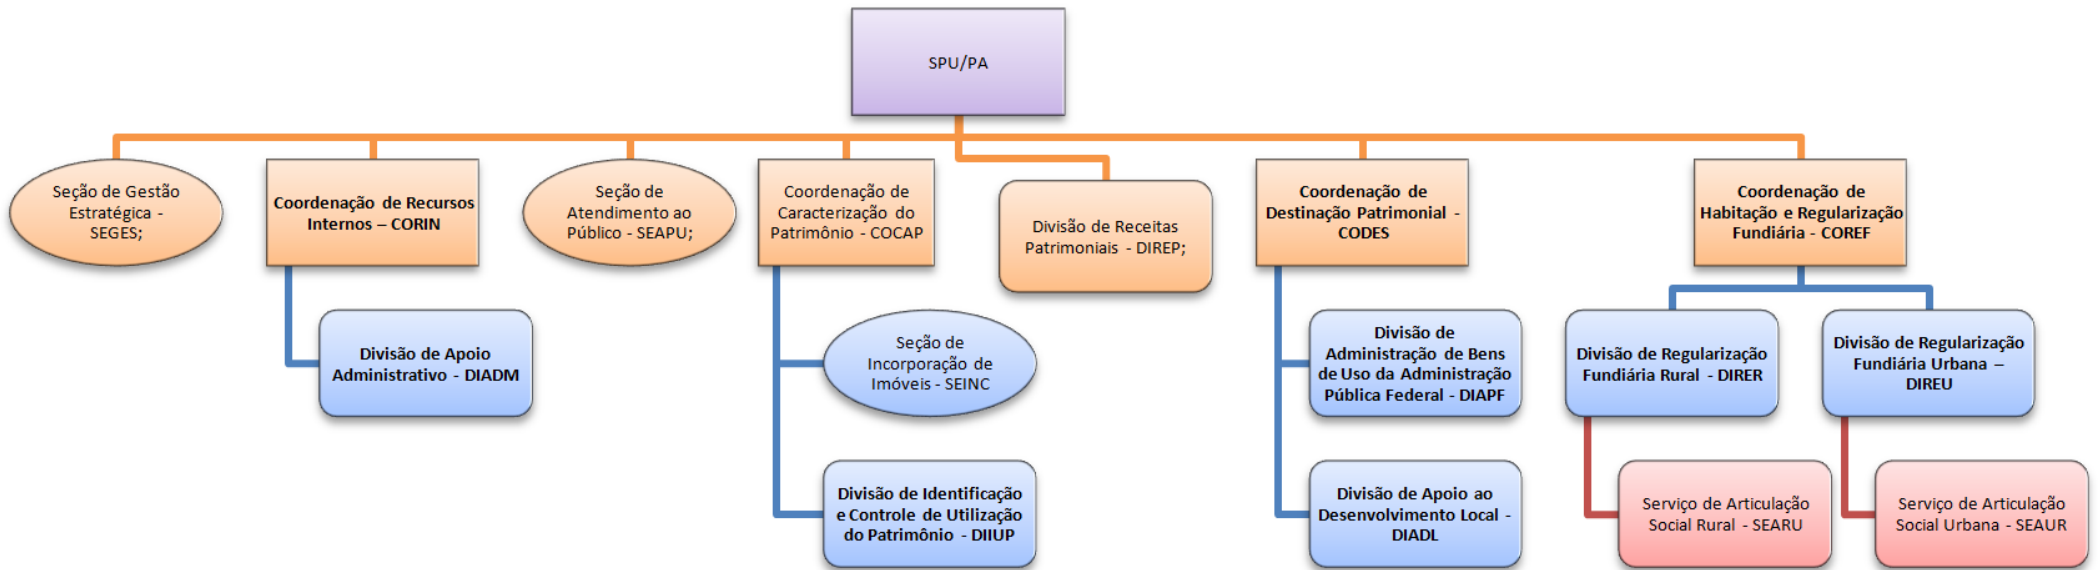 SPU/PA
Seção de Gestão
Estratégica -
SEGES;
Coordenação de Recursos
Internos – CORIN
Seção de
Atendimento ao
Público - SEAPU;
Coordenação de
Caracterização do
Patrimônio - COCAP
Divisão de Receitas
Patrimoniais - DIREP;
Coordenação de
Destinação Patrimonial -
CODES
Coordenação de
Habitação e Regularização
Fundiária - COREF
Divisão de Apoio
Administrativo - DIADM
Seção de
Incorporação de
Imóveis - SEINC
Divisão de
Administração de Bens
de Uso da Administração
Pública Federal - DIAPF
Divisão de Regularização
Fundiária Rural - DIRER
Divisão de Regularização
Fundiária Urbana –
DIREU
Divisão de Identificação
e Controle de Utilização
do Patrimônio - DIIUP
Divisão de Apoio ao
Desenvolvimento Local -
DIADL
Serviço de Articulação
Social Rural - SEARU
Serviço de Articulação
Social Urbana - SEAUR